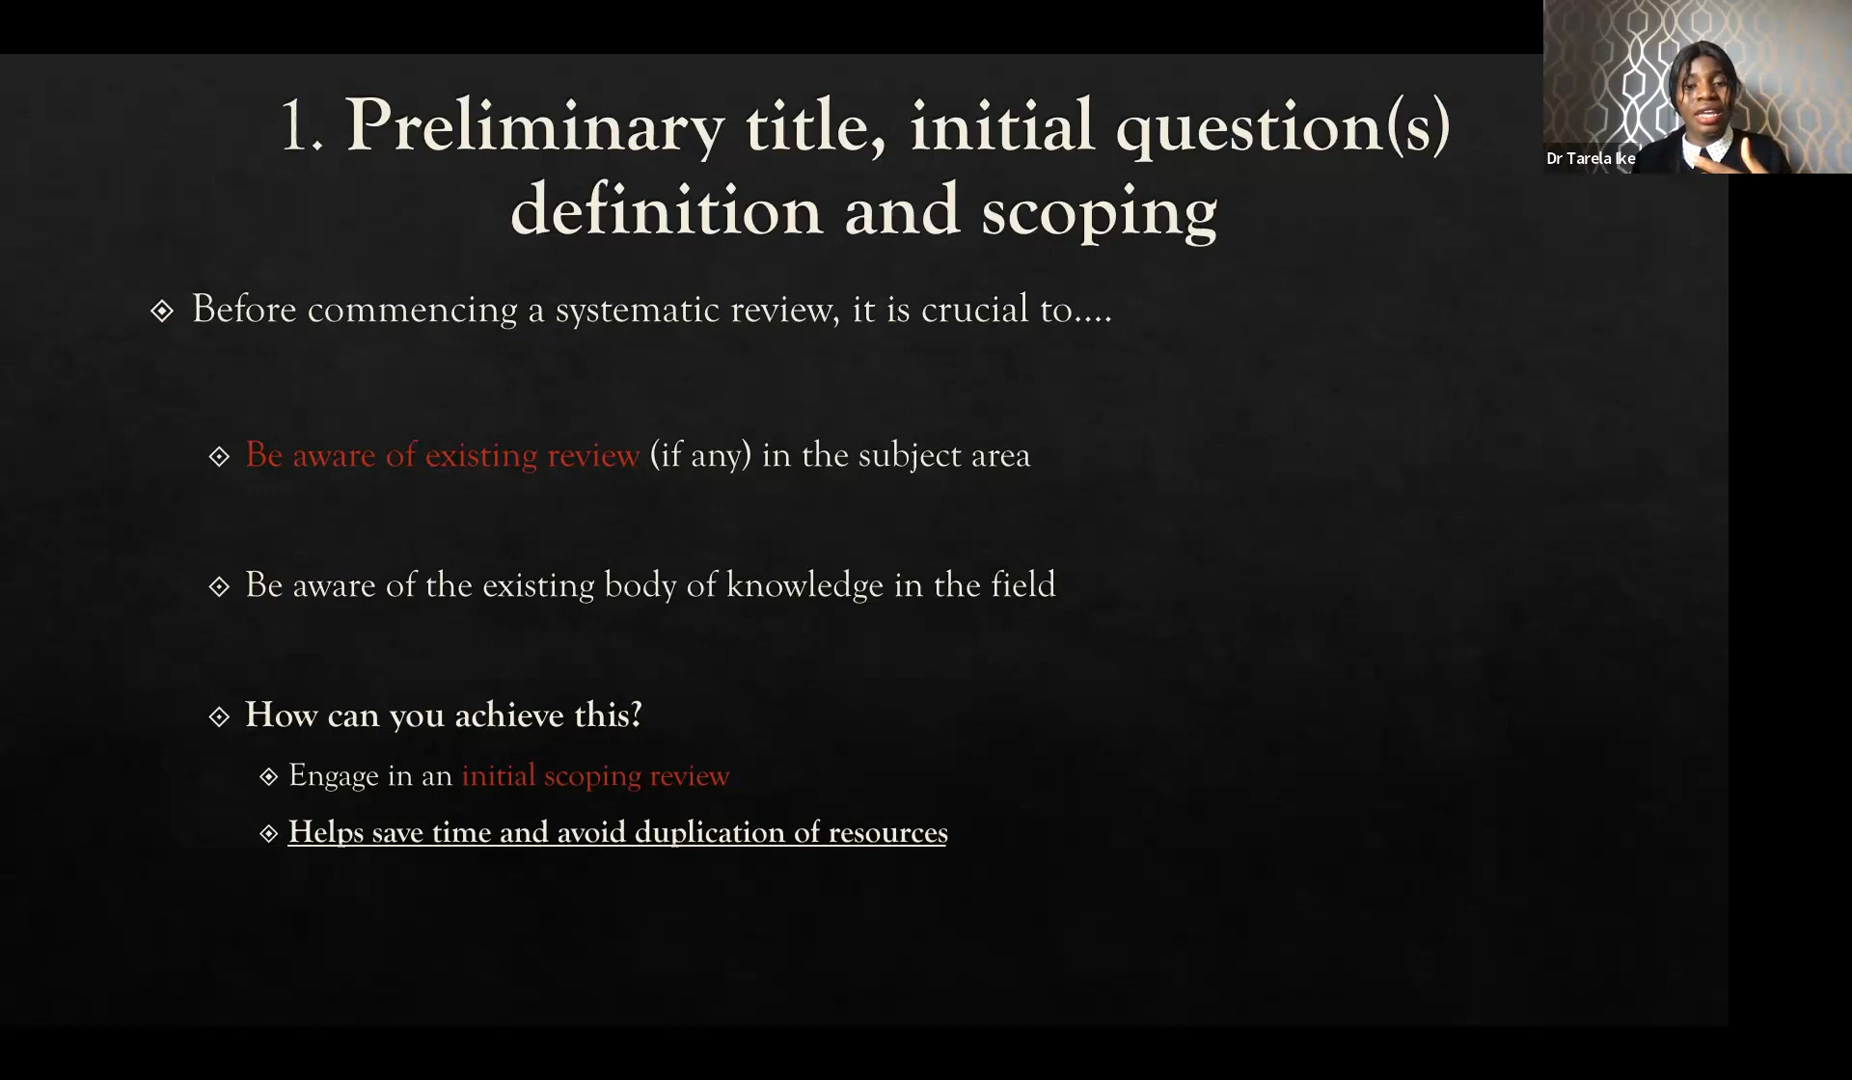 1. Preliminary title, initial question(s)
definition and scoping
Dr Tarela Ike
Before commencing a systematic review, it is crucial to....
Be aware of existing review (if any) in the subject area
Be aware of the existing body of knowledge in the field
How can you achieve this?
Engage in an initial scoping review
Helps save time and avoid duplication of resources